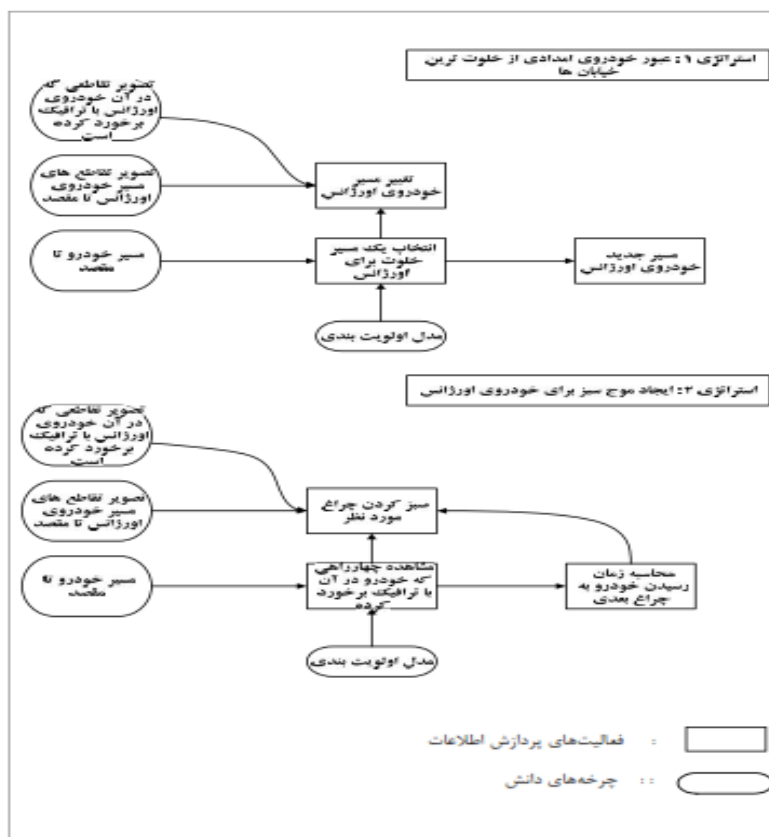 استراتژی ۱: عبور خودروی امدادی از خلوت ترین
خیابان ها
تصویر تقاطعی که
در آن خودروی
اورژانس با ترافیک
برخورد کرده
است
تصویر تقاطع های
مسیر خودروی
اورژانس تا مقصد
تغییر مسیر
خودروی اورژانس
مسیر خودرو تا
مقصد
انتخاب یک مسیر
خلوت برای
اورژانس
مسیر جدید
خودروی اورژانس
مدل اولویت بندی
استراتژی ۲: ایجاد موج سبز برای خودروی اورژانس
تصویر تقاطعی که
در آن خودروی
اورژانس با ترافیک
برخورد کرده
است
تصویر تقاطع های
مسیر خودروی
اورژانس تا مقصد
سبز کردن چراغ
مورد نظر
مسیر خودرو تا
مقصد
مشاهده چهارراهی
که خودرو در آن
با ترافیک برخورد
کرده
محاسبه زمان
رسیدن خودرو به
چراغ بعدی
مدل اولویت بندی
: فعالیت‌های پردازش اطلاعات
:: چرخه‌های دانش